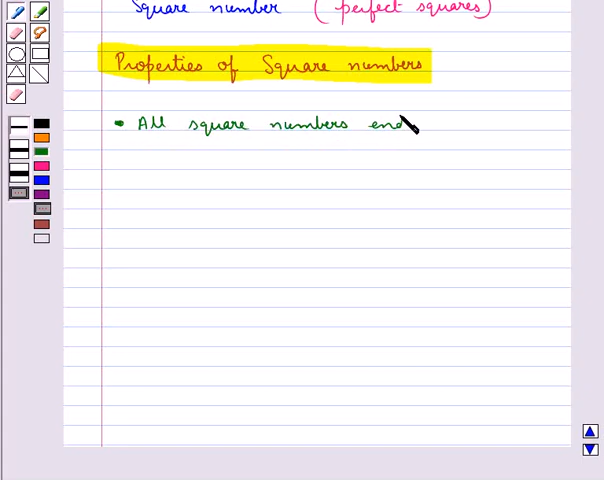 Square number (perfect squares)
Properties of Square numbers
• All square numbers end